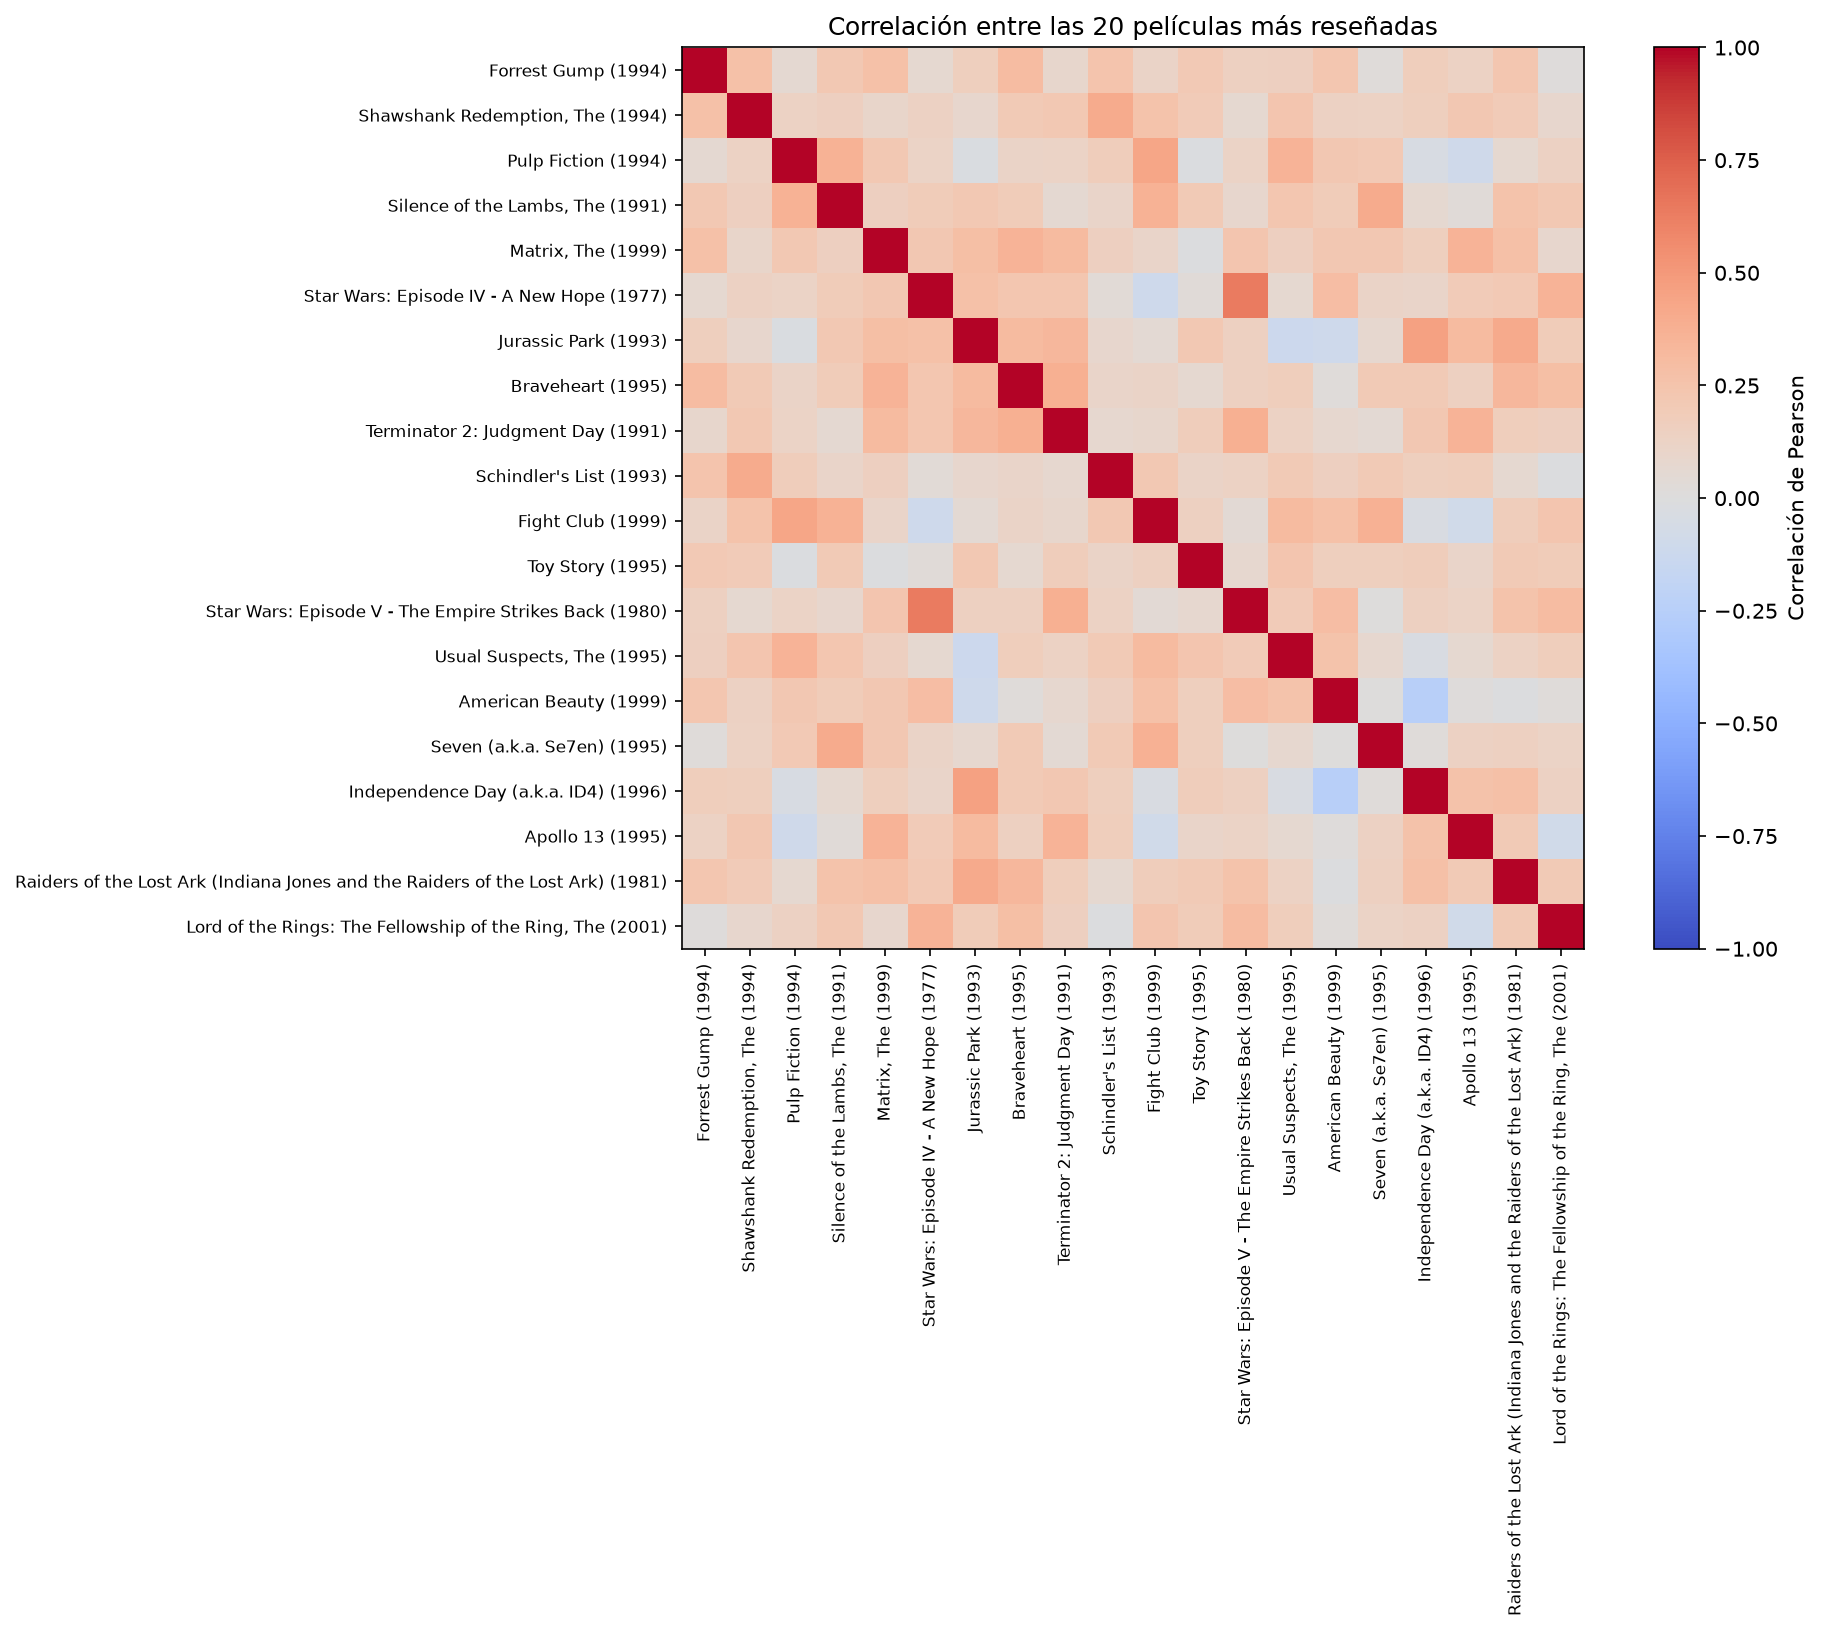 Correlación entre las 20 películas más reseñadas
Forrest Gump (1994)
Shawshank Redemption, The (1994)
Pulp Fiction (1994)
Silence of the Lambs, The (1991)
Matrix, The (1999)
Star Wars: Episode IV - A New Hope (1977)
Jurassic Park (1993)
Braveheart (1995)
Terminator 2: Judgment Day (1991)
Schindler's List (1993)
Fight Club (1999)
Toy Story (1995)
Star Wars: Episode V - The Empire Strikes Back (1980)
Usual Suspects, The (1995)
American Beauty (1999)
Seven (a.k.a. Se7en) (1995)
Independence Day (a.k.a. ID4) (1996)
Apollo 13 (1995)
Raiders of the Lost Ark (Indiana Jones and the Raiders of the Lost Ark) (1981)
Lord of the Rings: The Fellowship of the Ring, The (2001)
Forrest Gump (1994)
Shawshank Redemption, The (1994)
Pulp Fiction (1994)
Silence of the Lambs, The (1991)
Matrix, The (1999)
Star Wars: Episode IV - A New Hope (1977)
Jurassic Park (1993)
Braveheart (1995)
Terminator 2: Judgment Day (1991)
Schindler's List (1993)
Fight Club (1999)
Toy Story (1995)
Star Wars: Episode V - The Empire Strikes Back (1980)
Usual Suspects, The (1995)
American Beauty (1999)
Seven (a.k.a. Se7en) (1995)
Independence Day (a.k.a. ID4) (1996)
Apollo 13 (1995)
Raiders of the Lost Ark (Indiana Jones and the Raiders of the Lost Ark) (1981)
Lord of the Rings: The Fellowship of the Ring, The (2001)
1.00
0.75
0.50
0.25
0.00
−0.25
−0.50
−0.75
−1.00
Correlación de Pearson